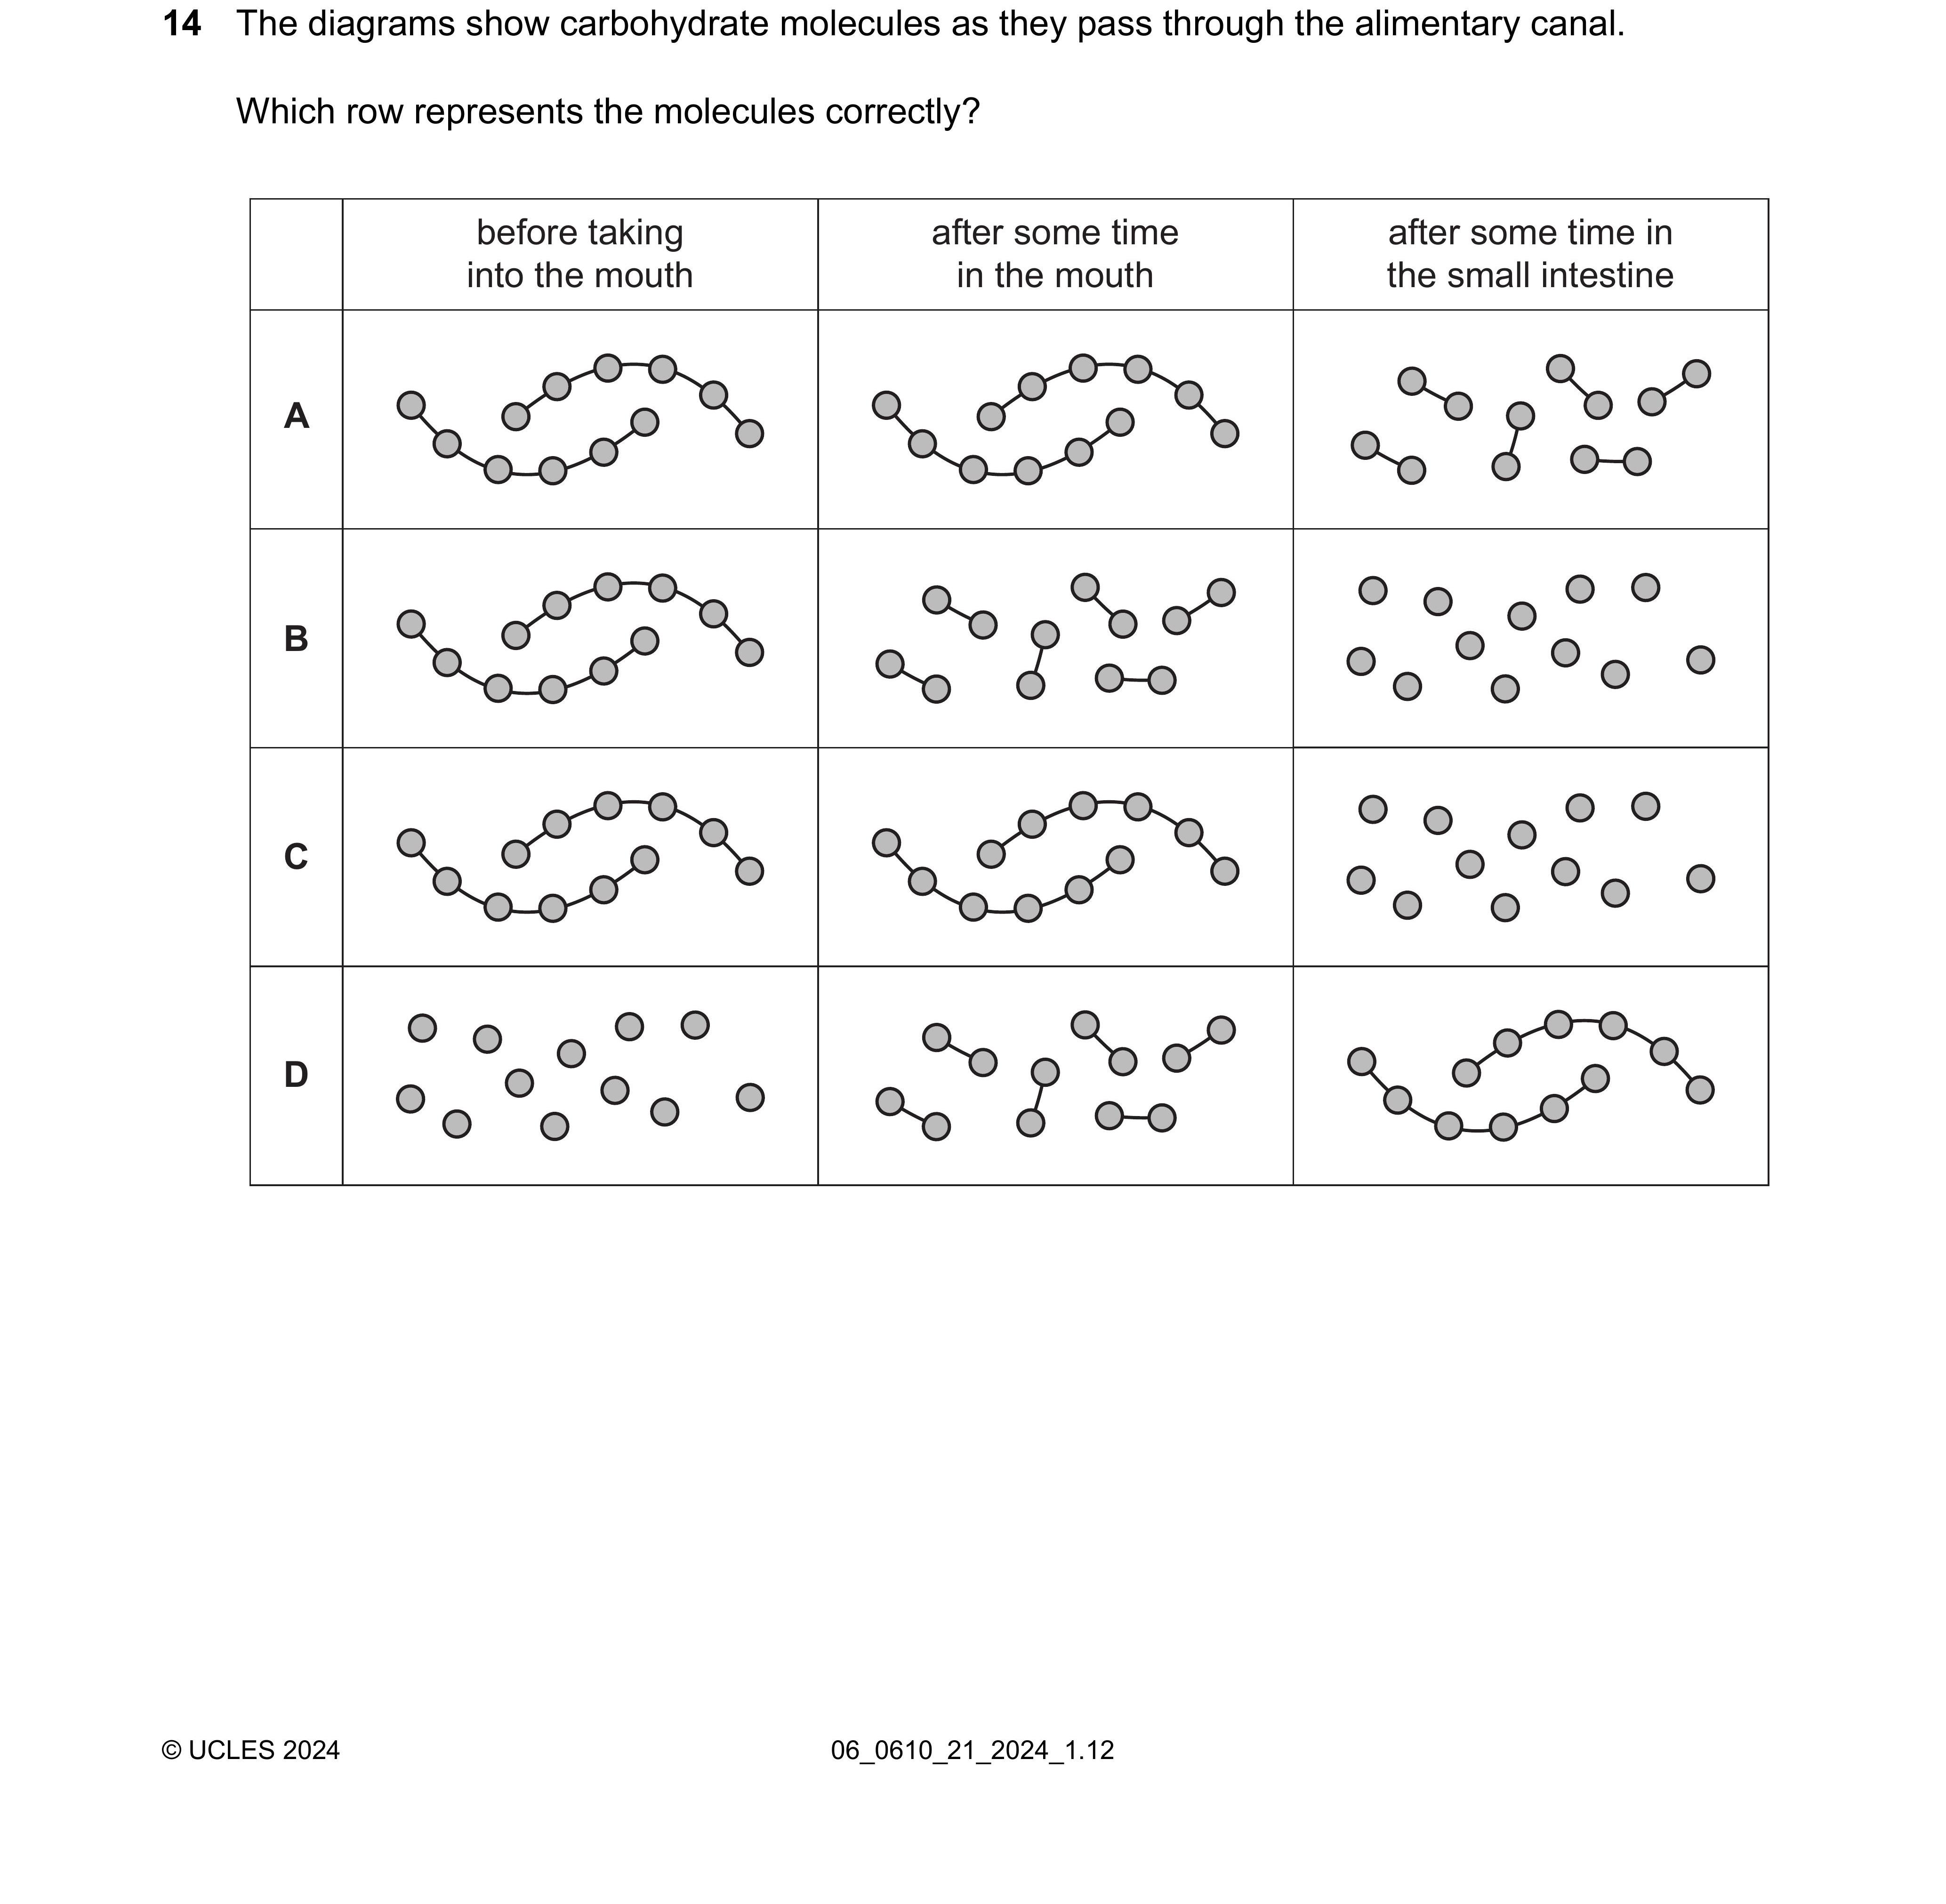 14 The diagrams show carbohydrate molecules as they pass through the alimentary canal.
Which row represents the molecules correctly?
before taking
into the mouth
after some time
in the mouth
after some time in
the small intestine
A
B
C
D
© UCLES 2024
06_0610_21_2024_1.12